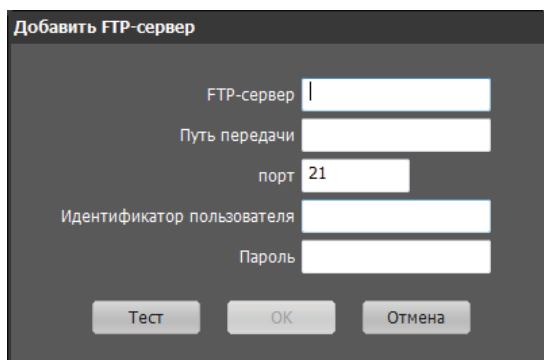 Добавить FTP-сервер
FTP-сервер
Путь передачи
порт 21
Идентификатор пользователя
Пароль
Тест OK Отмена